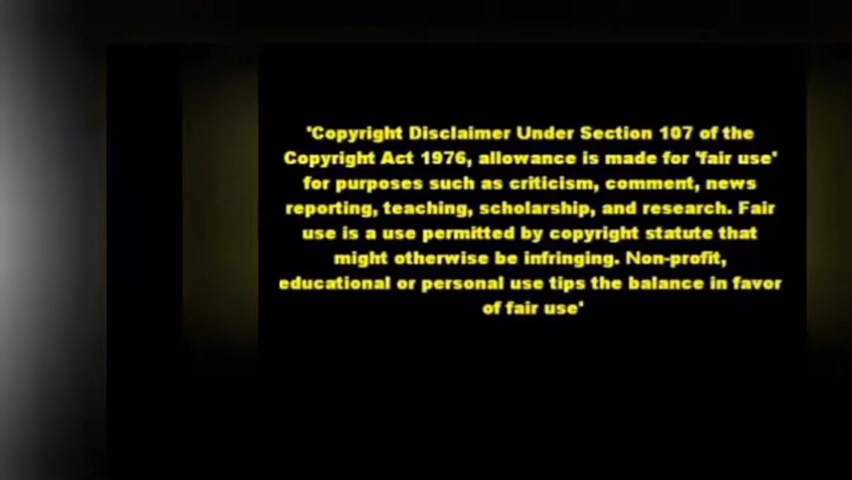 'Copyright Disclaimer Under Section 107 of the
Copyright Act 1976, allowance is made for 'fair use'
for purposes such as criticism, comment, news
reporting, teaching, scholarship, and research. Fair
use is a use permitted by copyright statute that
might otherwise be infringing. Non-profit,
educational or personal use tips the balance in favor
of fair use'